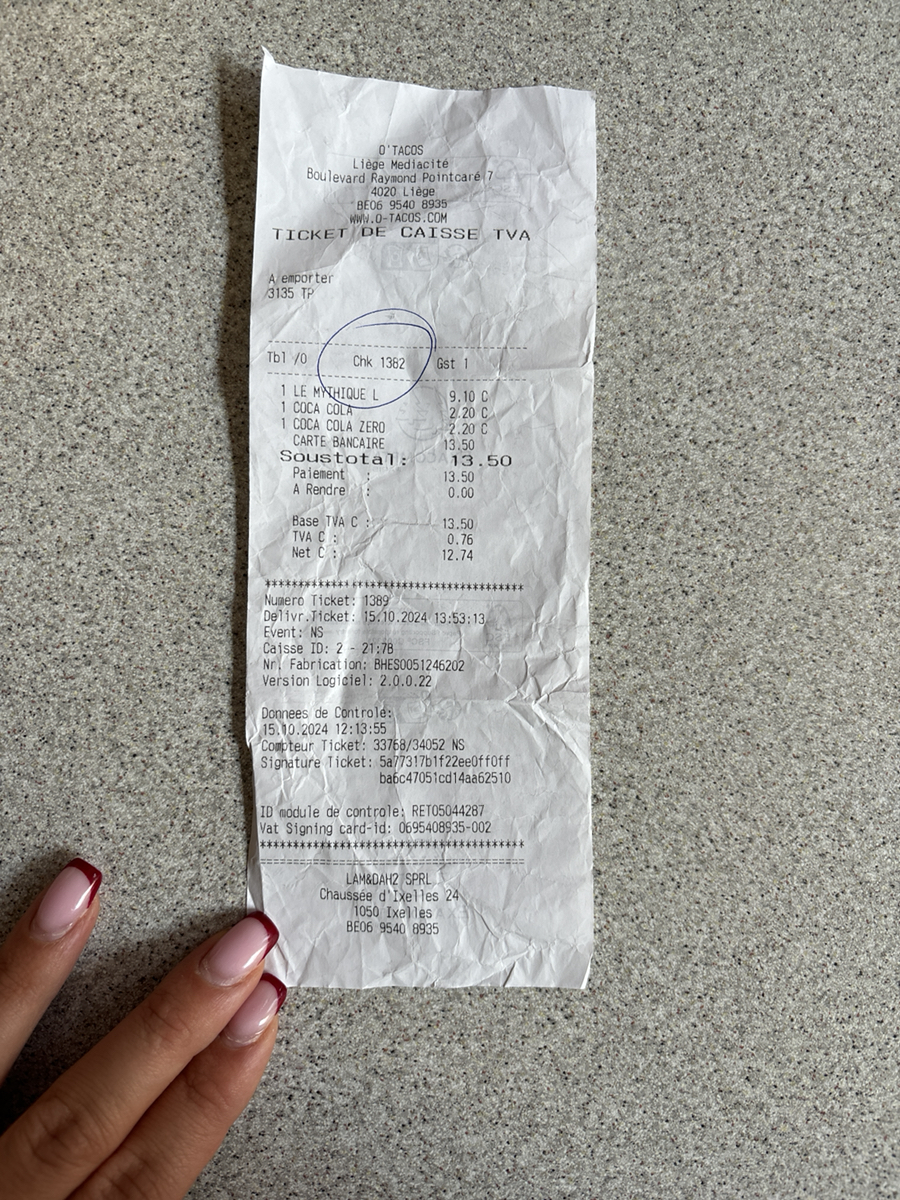 O'TACOS
Liège Mediacité
Boulevard Raymond Pointcaré 7
4020 Liège
BE06 9540 8935
WWW.O-TACOS.COM
TICKET DE CAISSE TVA
A emporter
3135 TP
Tbl /0 Chk 1382 Gst 1
1 LE MYTHIQUE L 9.10 C
1 COCA COLA 2.20 C
1 COCA COLA ZERO 2.20 C
CARTE BANCAIRE 13.50
Soustotal: 13.50
Paiement : 13.50
A Rendre : 0.00
Base TVA C : 13.50
TVA C : 0.76
Net C : 12.74
************************************************
Numero Ticket: 1389
Delivr.Ticket: 15.10.2024 13:53:13
Event: NS
Caisse ID: 2 - 21:7B
Nr. Fabrication: BHES0051246202
Version Logiciel: 2.0.0.22
Donnees de Controle:
15.10.2024 12:13:55
Compteur Ticket: 33768/34052 NS
Signature Ticket: 5a77317b1f22ee0ff0ff
ba6c47051cd14aa62510
ID module de controle: RET05044287
Vat Signing card-id: 0695408935-002
************************************************
LAM&DAH2 SPRL
Chaussée d'Ixelles 24
1050 Ixelles
BE06 9540 8935